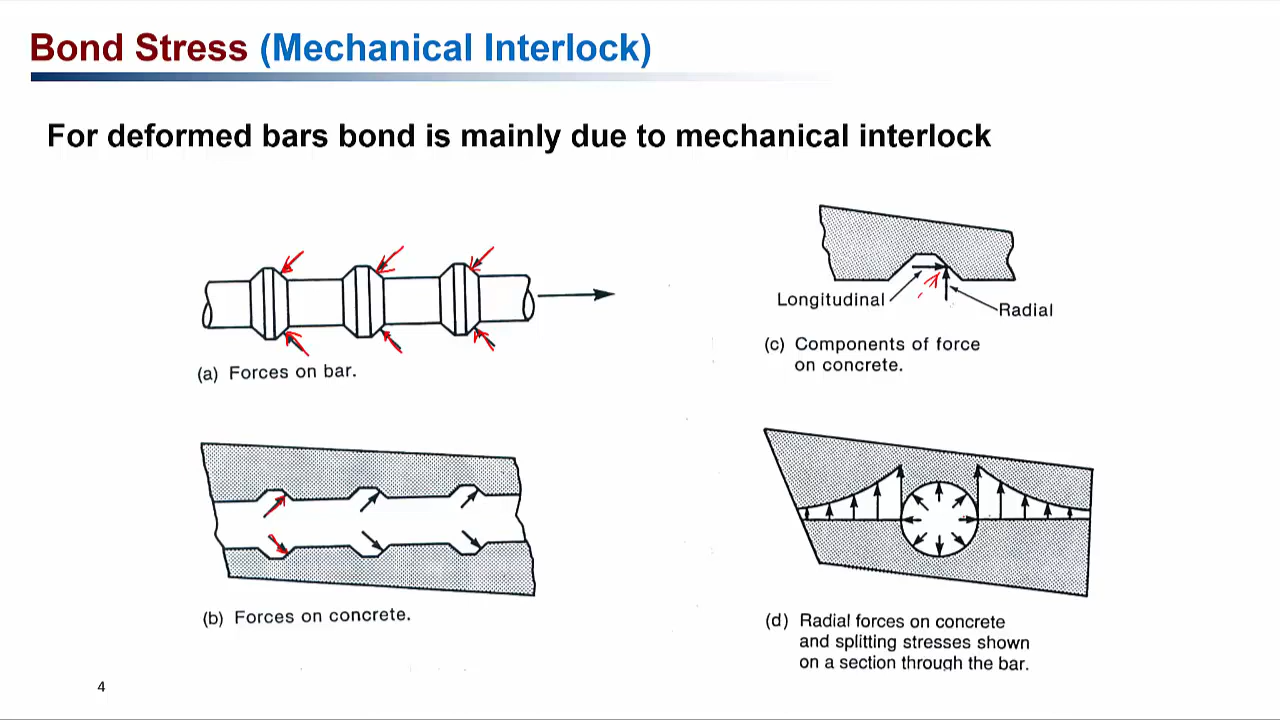 Bond Stress (Mechanical Interlock)
For deformed bars bond is mainly due to mechanical interlock
(a) Forces on bar.
Longitudinal
Radial
(c) Components of force
on concrete.
(b) Forces on concrete.
(d) Radial forces on concrete
and splitting stresses shown
on a section through the bar.
4